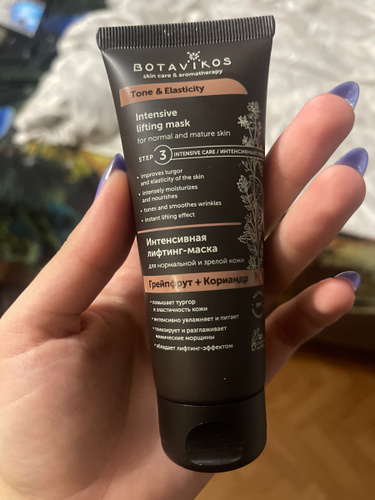 BOTAVIKOS
skin care & aromatherapy
Tone & Elasticity
Intensive
lifting mask
for normal and mature skin
STEP 3 INTENSIVE CARE / ИНТЕНСИВНЫЙ
• improves turgor
and elasticity of the skin
• intensely moisturizes
and nourishes
• tones and smoothes wrinkles
• instant lifting effect
Интенсивная
лифтинг-маска
для нормальной и зрелой кожи
Грейпфрут + Кориандр
• повышает тургор
и эластичность кожи
• интенсивно увлажняет и питает
• тонизирует и разглаживает
мимические морщины
• обладает лифтинг-эффектом